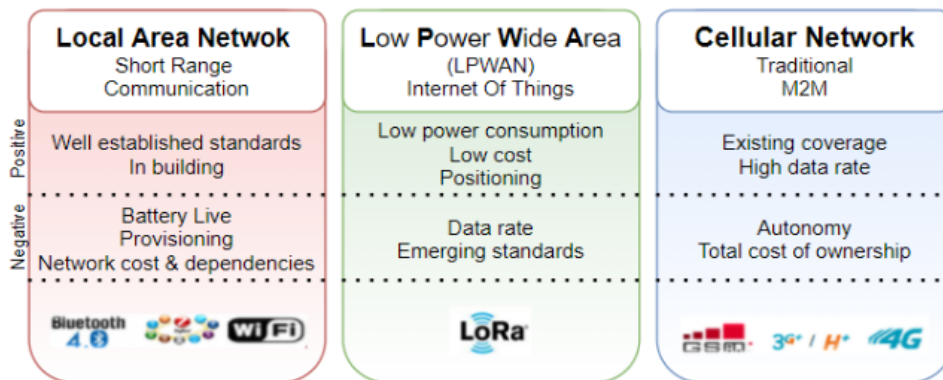 Local Area Netwok
Short Range
Communication
Positive
Well established standards
In building
Negative
Battery Live
Provisioning
Network cost & dependencies
Bluetooth
4.0
WiFi
Low Power Wide Area
(LPWAN)
Internet Of Things
Low power consumption
Low cost
Positioning
Data rate
Emerging standards
LoRa
Cellular Network
Traditional
M2M
Existing coverage
High data rate
Autonomy
Total cost of ownership
GSM
3G+ / H+
4G